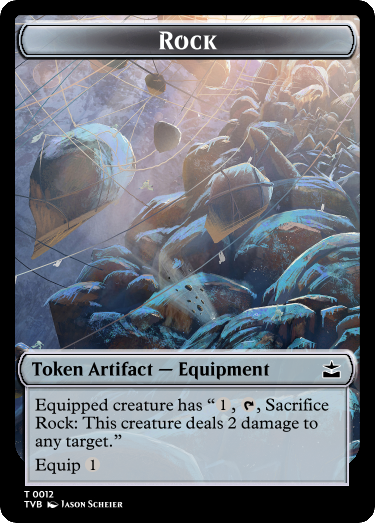 Rock
Token Artifact — Equipment
Equipped creature has “1, T, Sacrifice
Rock: This creature deals 2 damage to
any target.”
Equip 1
T 0012
TVB Jason Scheier